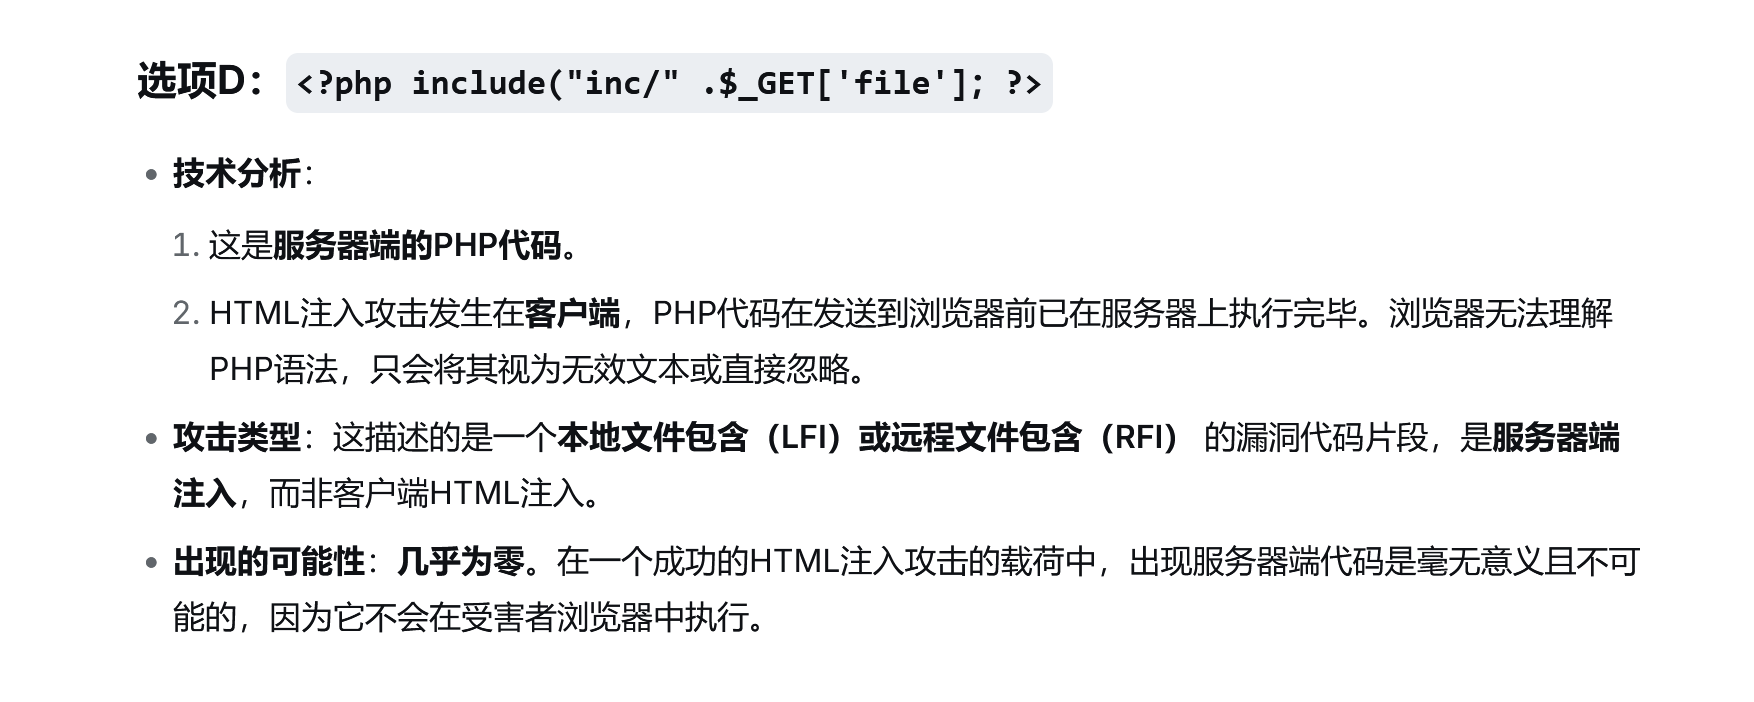 选项D： <?php include("inc/" .$_GET['file']; ?>
技术分析：
1. 这是服务器端的PHP代码。
2. HTML注入攻击发生在客户端，PHP代码在发送到浏览器前已在服务器上执行完毕。浏览器无法理解
PHP语法，只会将其视为无效文本或直接忽略。
攻击类型：这描述的是一个本地文件包含（LFI）或远程文件包含（RFI） 的漏洞代码片段，是服务器端
注入，而非客户端HTML注入。
出现的可能性：几乎为零。在一个成功的HTML注入攻击的载荷中，出现服务器端代码是毫无意义且不可
能的，因为它不会在受害者浏览器中执行。